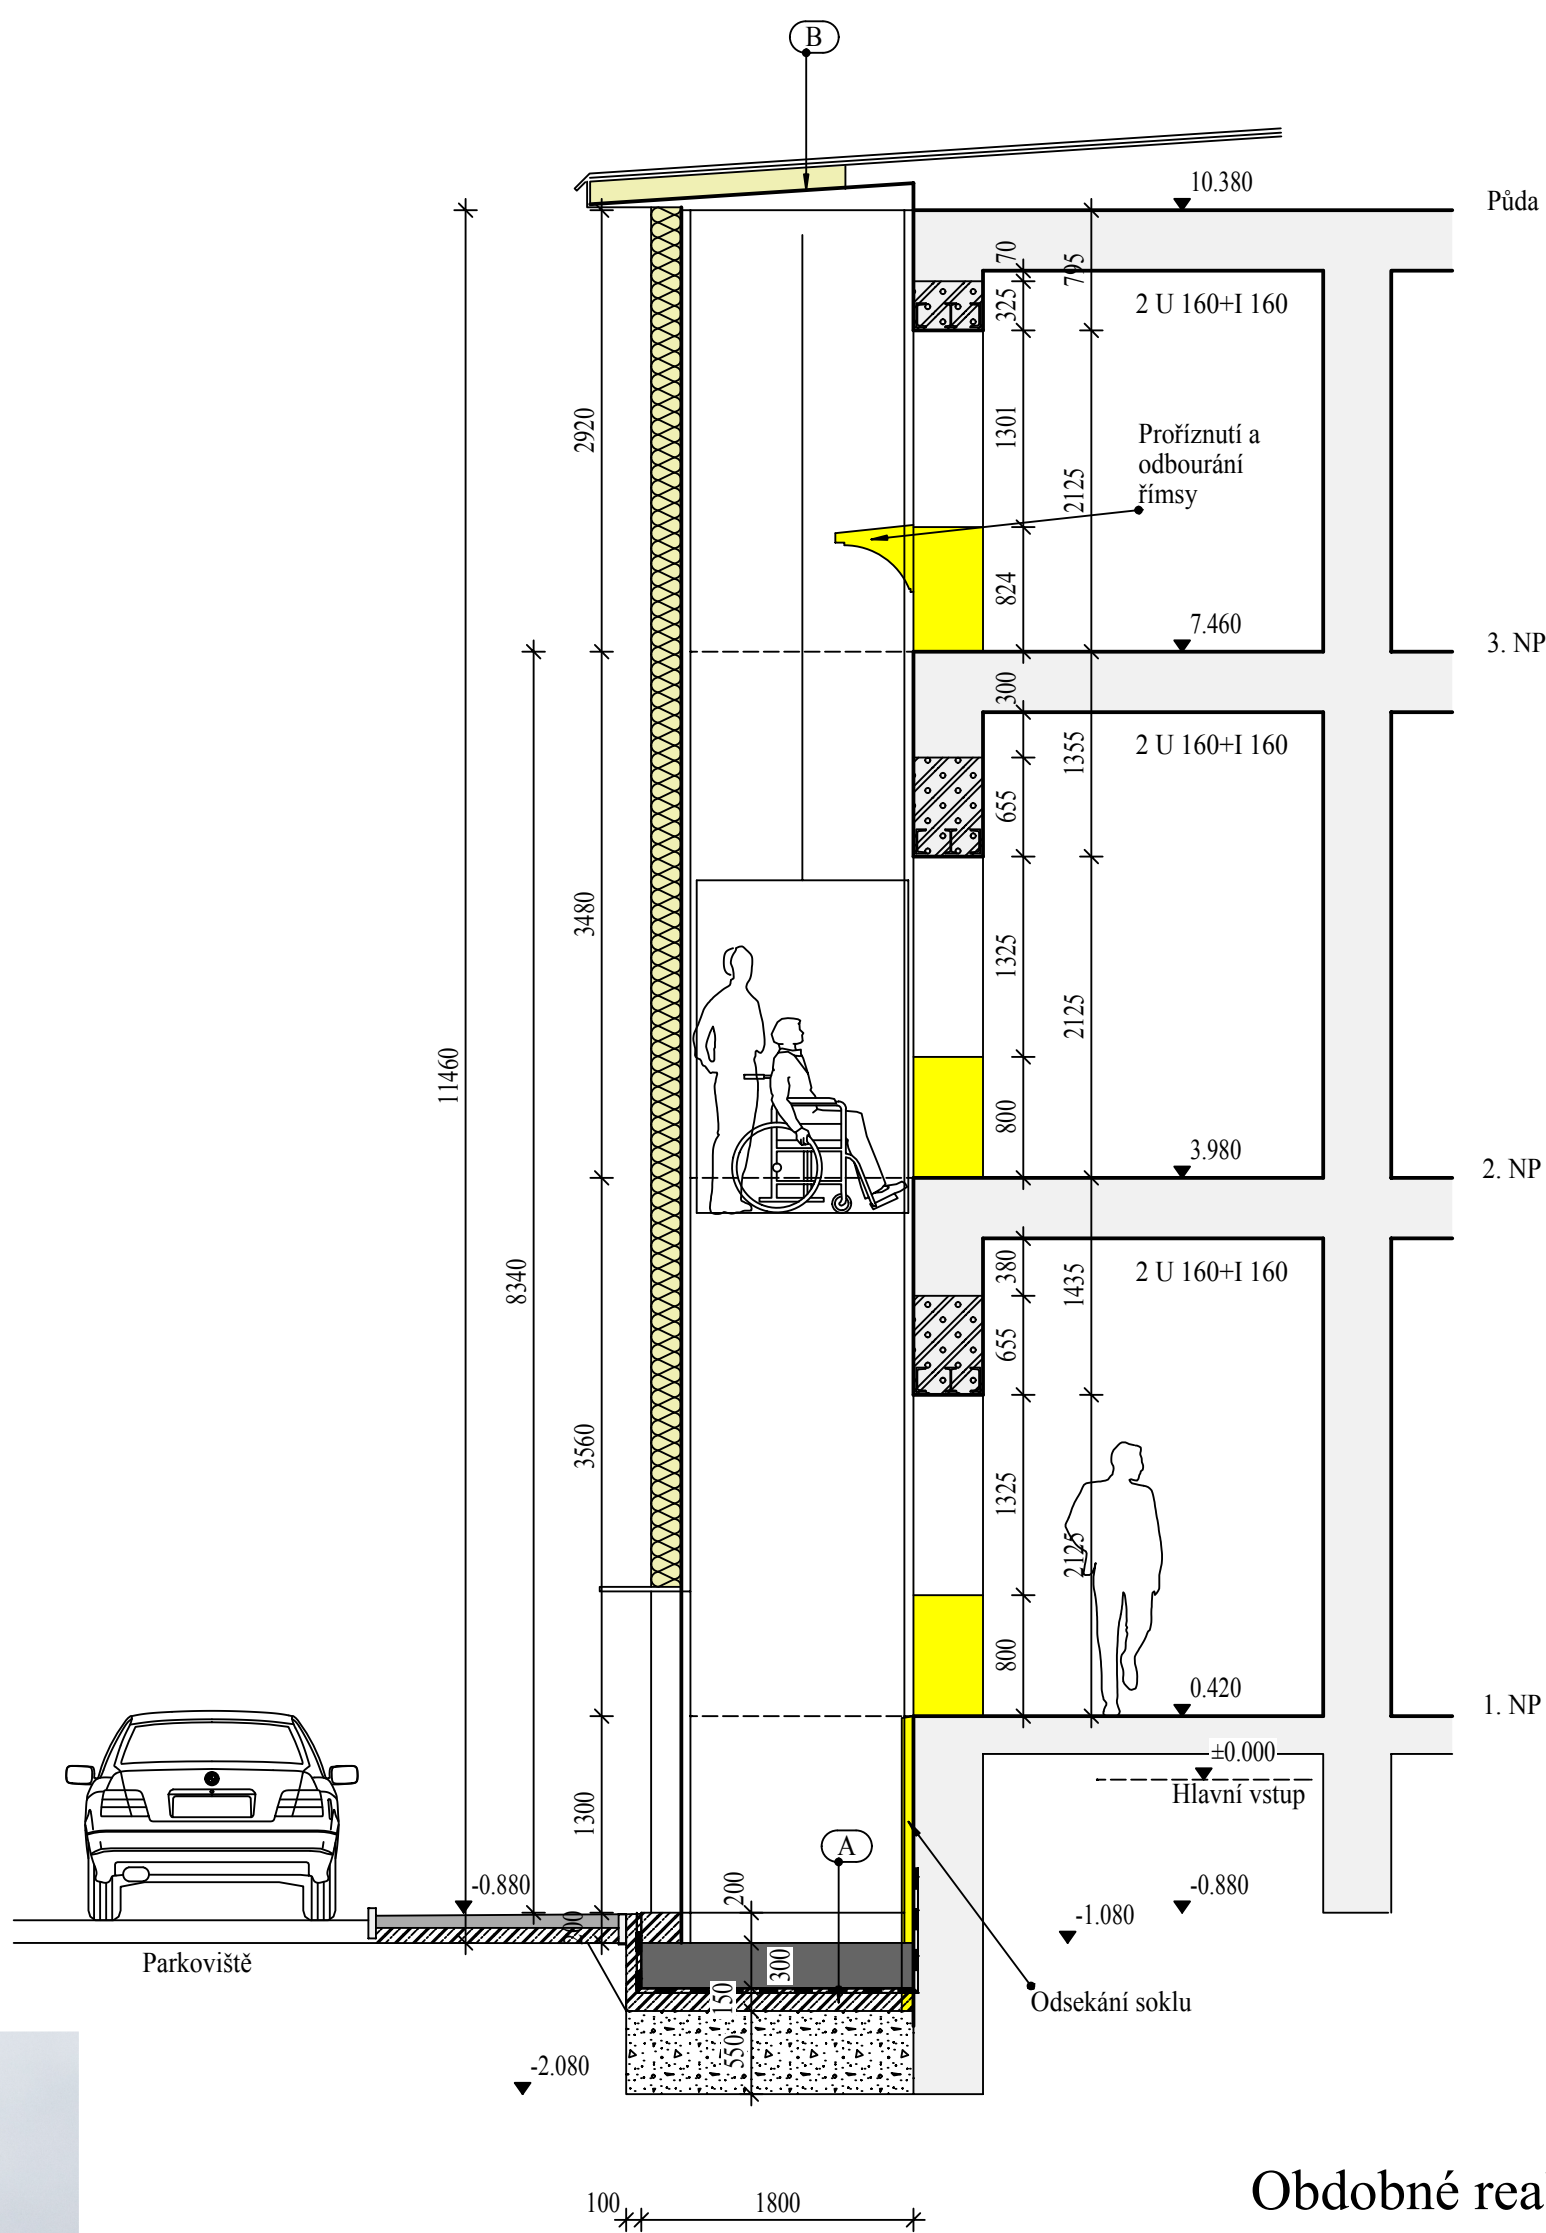 B
10.380
Půda
70
795
325
2 U 160+I 160
2920
1301
Proříznutí a
odbourání
římsy
2125
824
7.460
3. NP
300
2 U 160+I 160
1355
655
3480
1325
2125
11460
800
3.980
2. NP
8340
380
1435
2 U 160+I 160
655
3560
1325
2125
800
0.420
1. NP
±0.000
Hlavní vstup
1300
A
-0.880
200
-0.880
-1.080
200
300
Parkoviště
150
Odsekání soklu
550
-2.080
Obdobné rea
100
1800